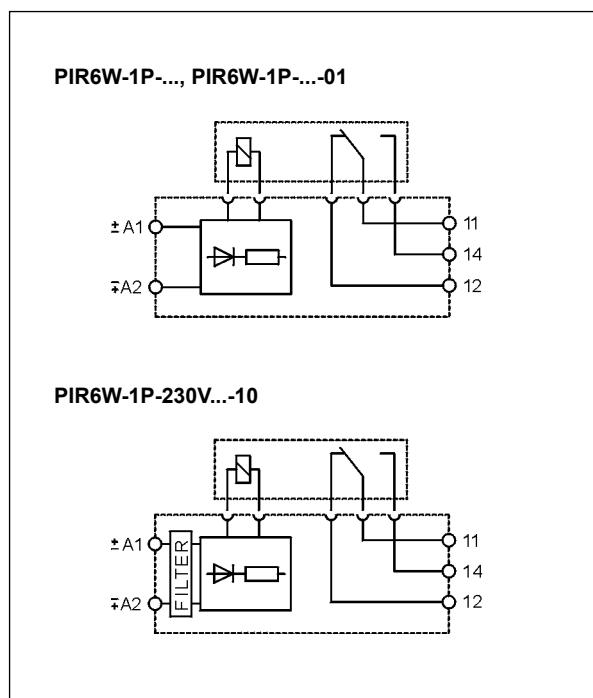 PIR6W-1P-..., PIR6W-1P-...-01
± A1
11
14
∓ A2
12
PIR6W-1P-230V...-10
± A1
FILTER
11
14
∓ A2
12